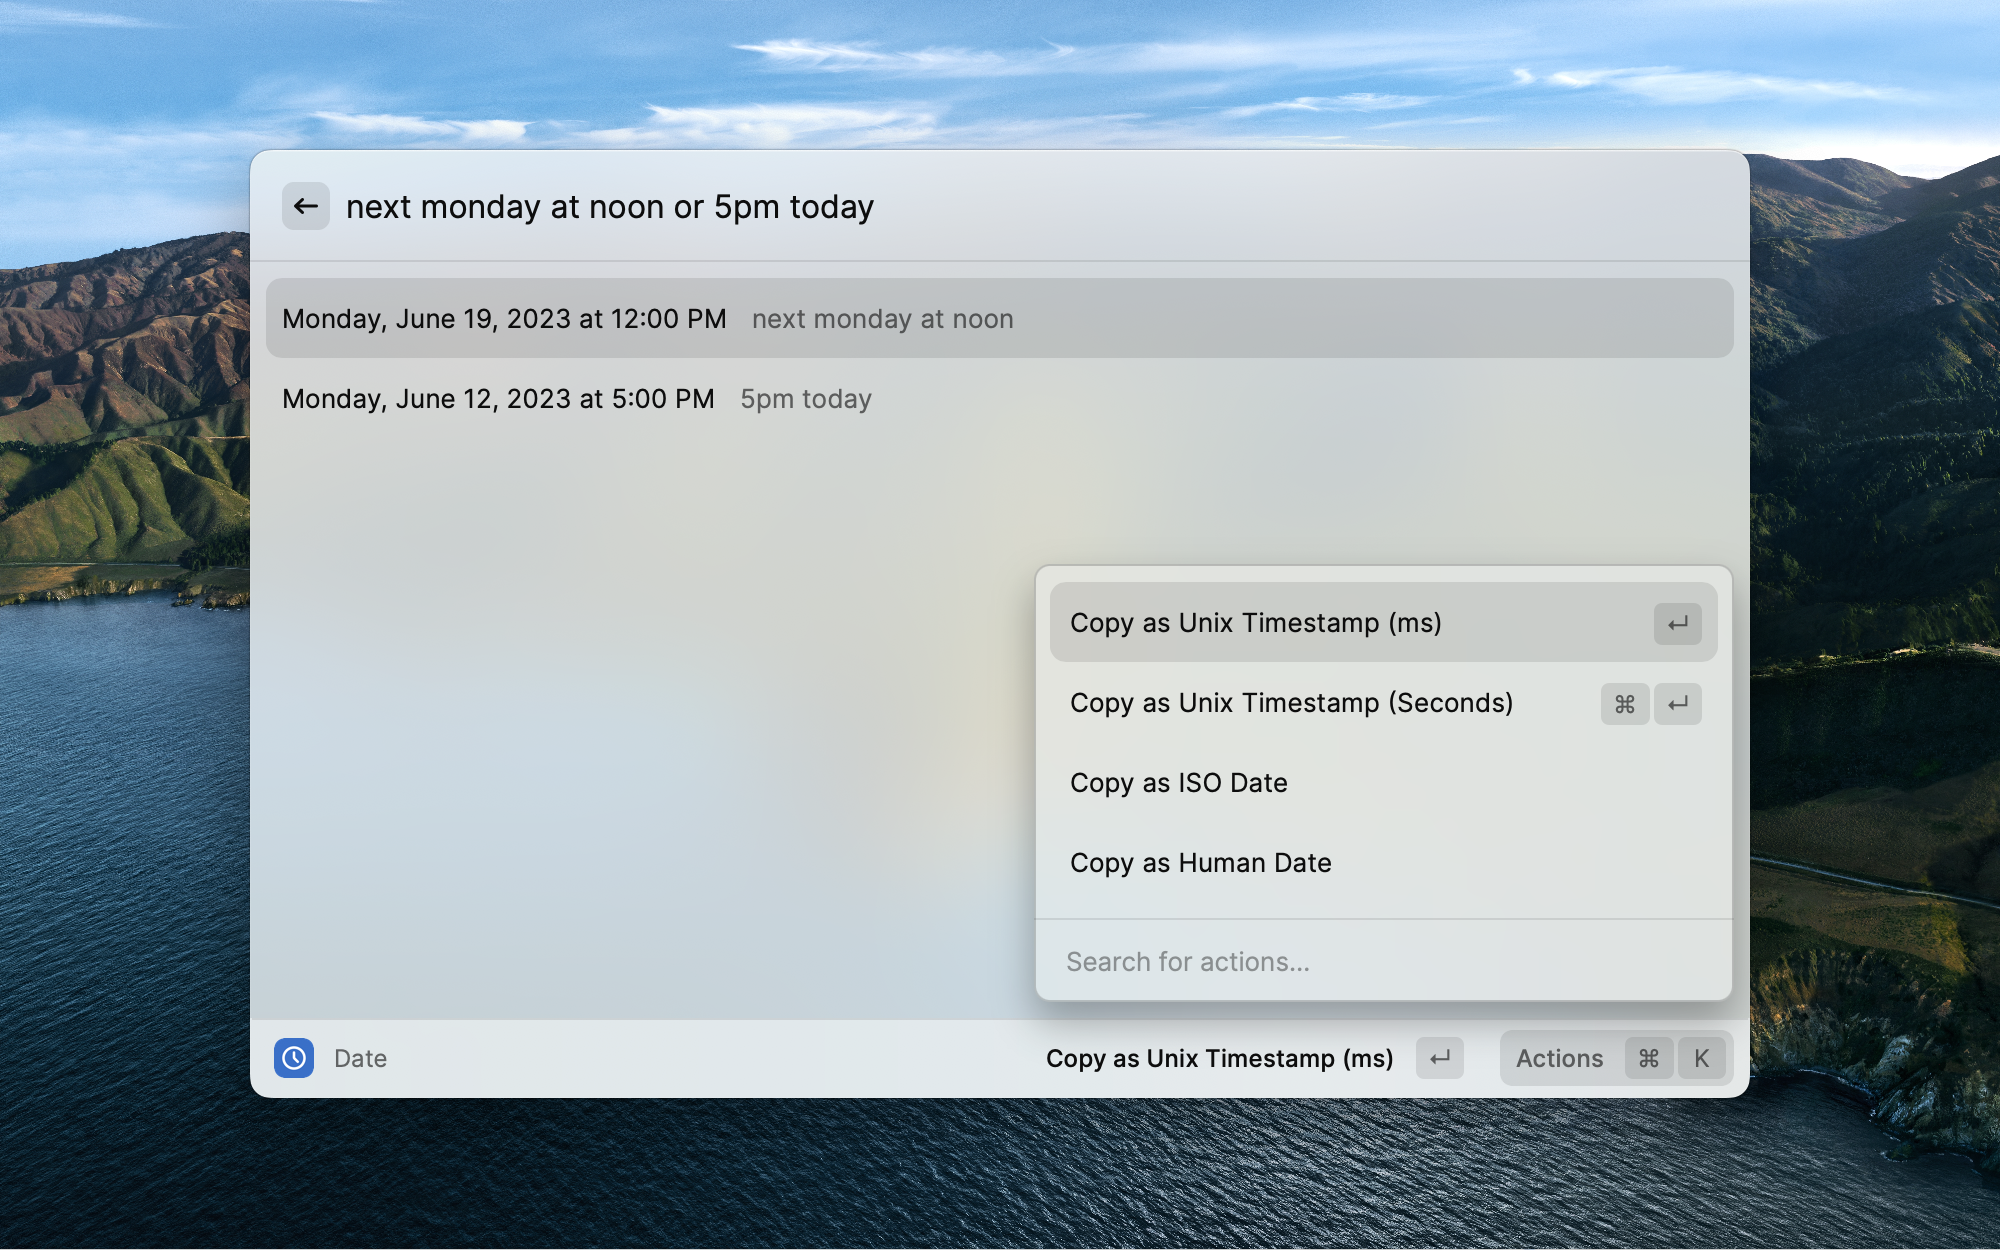 next monday at noon or 5pm today
Monday, June 19, 2023 at 12:00 PM next monday at noon
Monday, June 12, 2023 at 5:00 PM 5pm today
Copy as Unix Timestamp (ms) ↵
Copy as Unix Timestamp (Seconds) ⌘ ↵
Copy as ISO Date
Copy as Human Date
Search for actions...
Date Copy as Unix Timestamp (ms) ↵ Actions ⌘ K